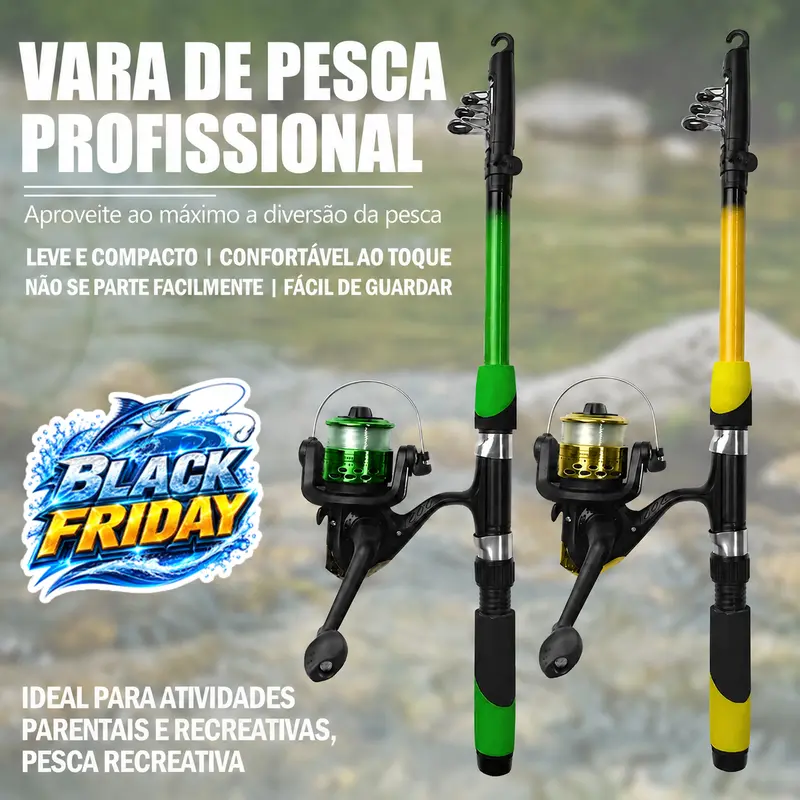 VARA DE PESCA
PROFISSIONAL
Aproveite ao máximo a diversão da pesca
LEVE E COMPACTO | CONFORTÁVEL AO TOQUE
NÃO SE PARTE FACILMENTE | FÁCIL DE GUARDAR
BLACK
FRIDAY
IDEAL PARA ATIVIDADES
PARENTAIS E RECREATIVAS,
PESCA RECREATIVA